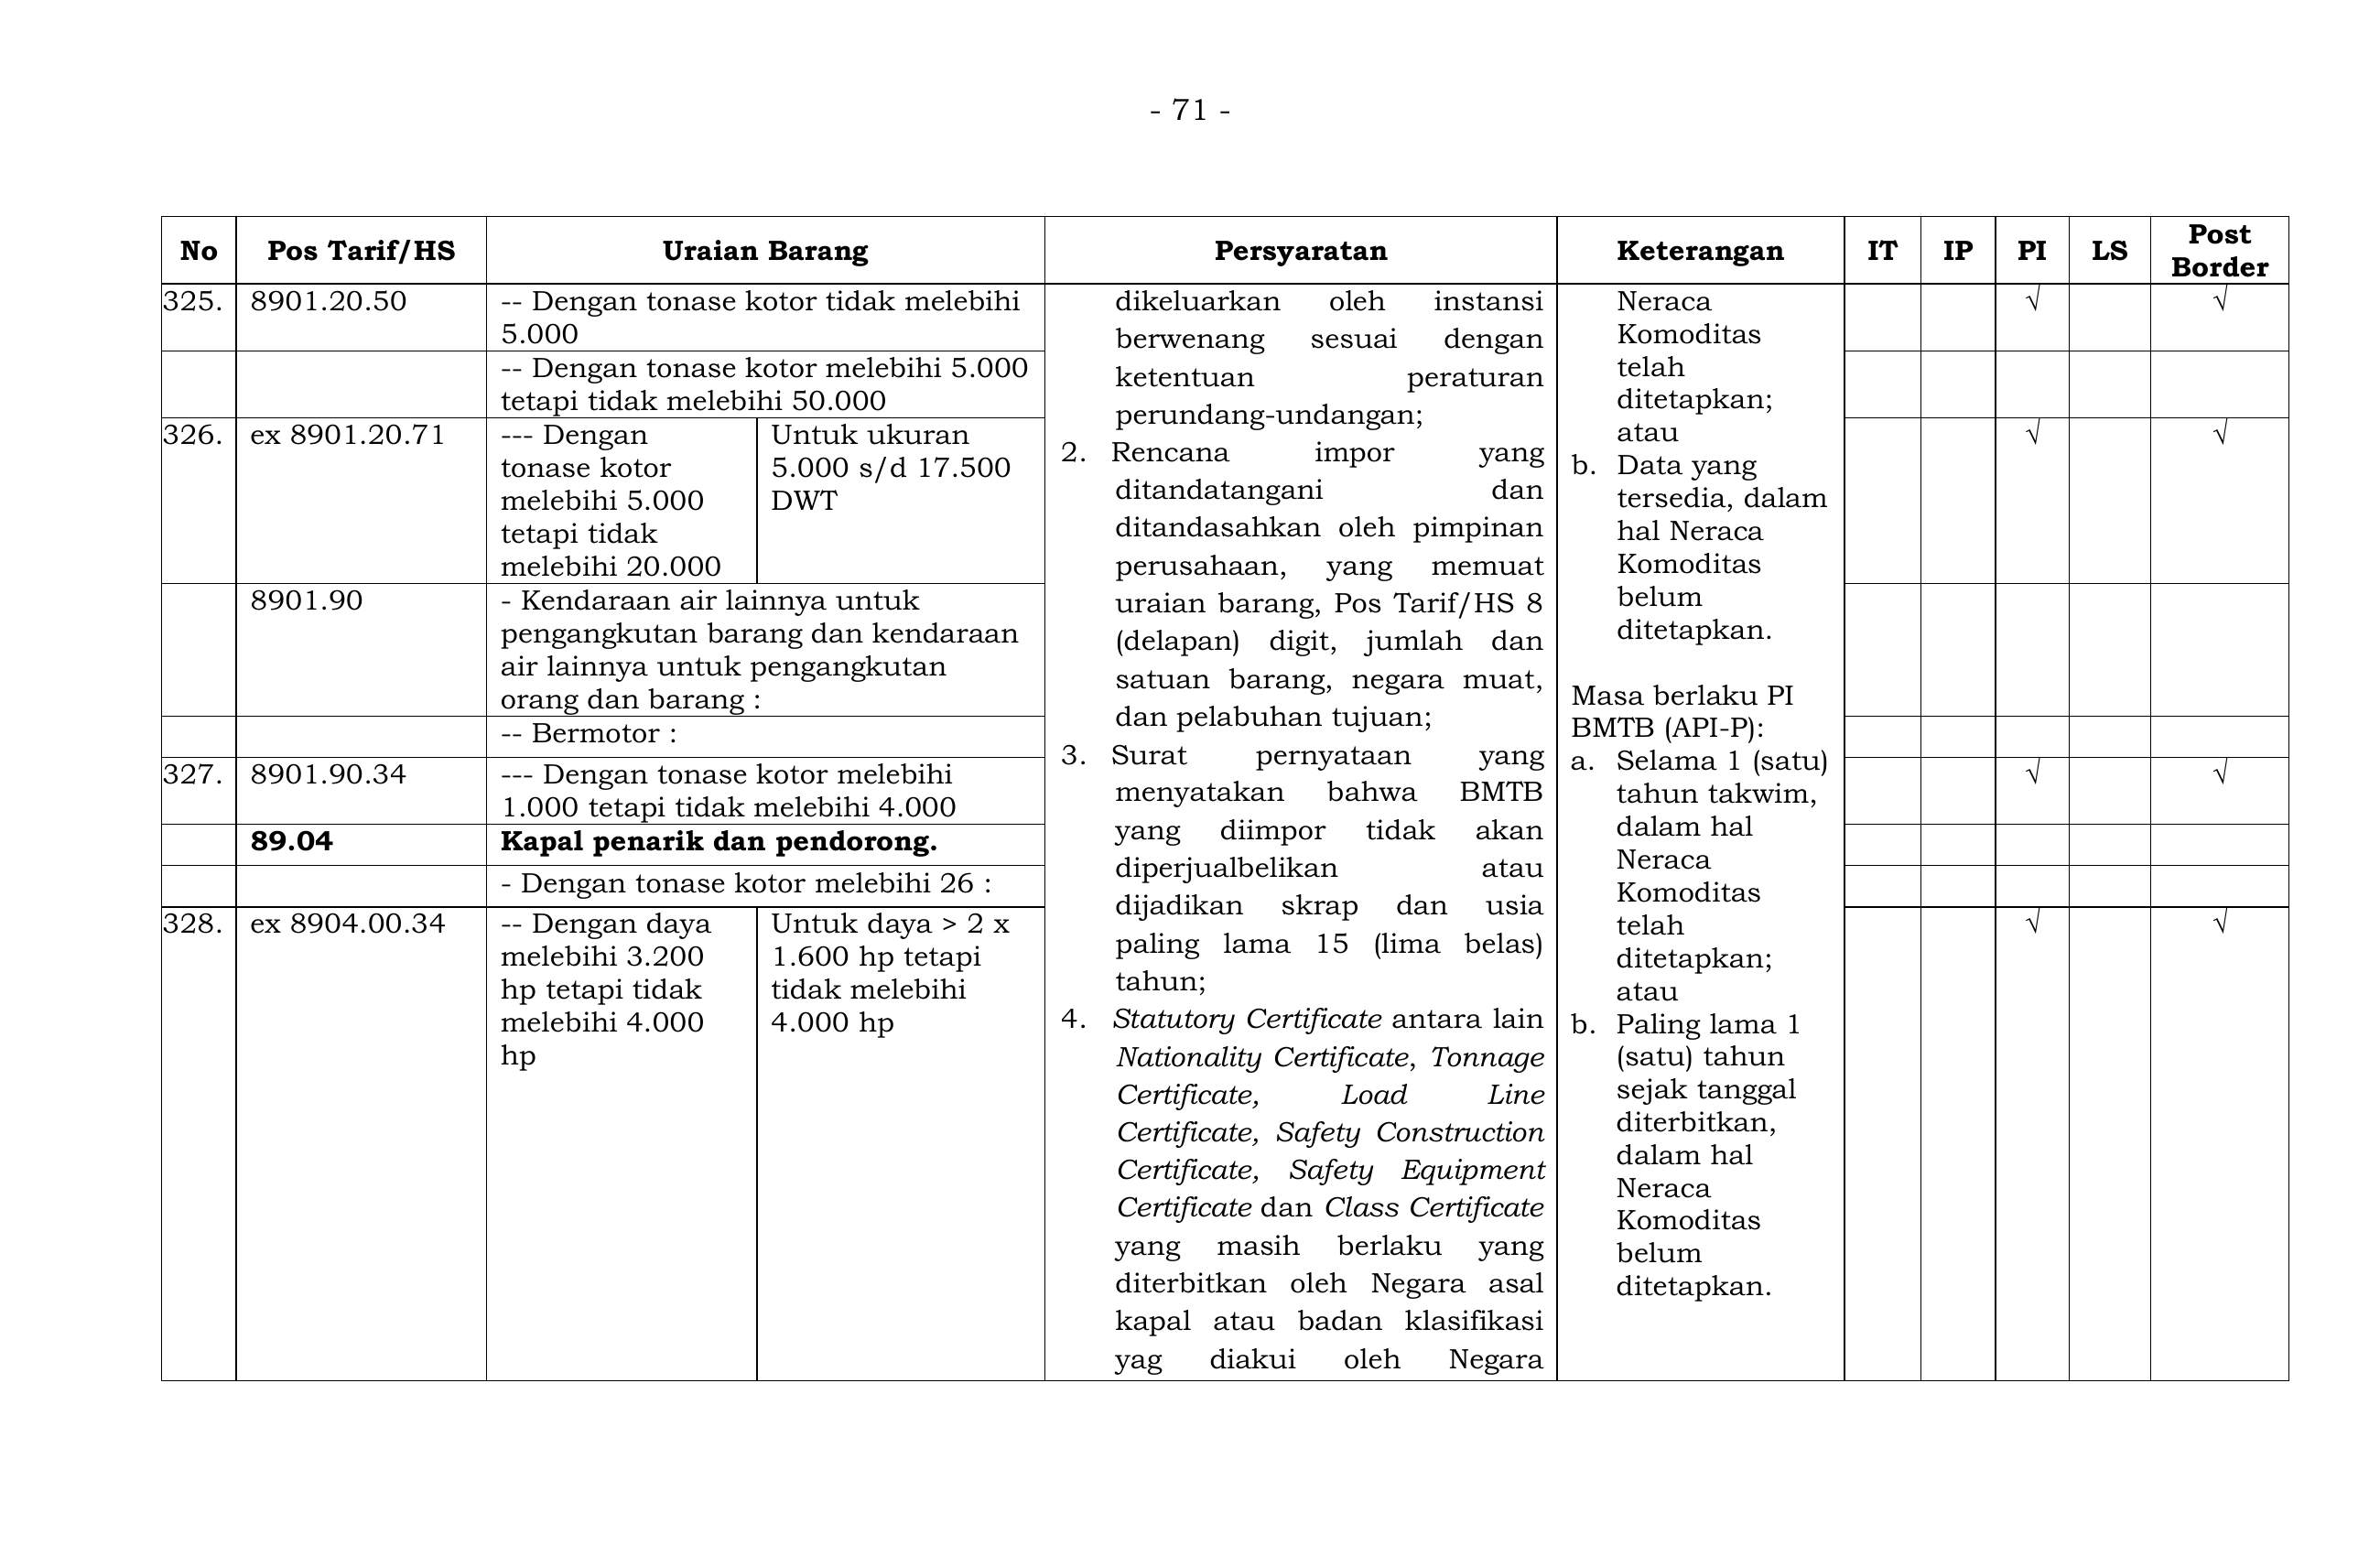 - 71 -
No
Pos Tarif/HS
Uraian Barang
Persyaratan
Keterangan
IT
IP
PI
LS
Post
Border
325.
8901.20.50
-- Dengan tonase kotor tidak melebihi
5.000
√
√
-- Dengan tonase kotor melebihi 5.000
tetapi tidak melebihi 50.000
326.
ex 8901.20.71
--- Dengan
tonase kotor
melebihi 5.000
tetapi tidak
melebihi 20.000
Untuk ukuran
5.000 s/d 17.500
DWT
√
√
8901.90
- Kendaraan air lainnya untuk
pengangkutan barang dan kendaraan
air lainnya untuk pengangkutan
orang dan barang :
-- Bermotor :
327.
8901.90.34
--- Dengan tonase kotor melebihi
1.000 tetapi tidak melebihi 4.000
√
√
89.04
Kapal penarik dan pendorong.
- Dengan tonase kotor melebihi 26 :
328.
ex 8904.00.34
-- Dengan daya
melebihi 3.200
hp tetapi tidak
melebihi 4.000
hp
Untuk daya > 2 x
1.600 hp tetapi
tidak melebihi
4.000 hp
√
√
dikeluarkan oleh instansi
berwenang sesuai dengan
ketentuan peraturan
perundang-undangan;
2. Rencana impor yang
ditandatangani dan
ditandasahkan oleh pimpinan
perusahaan, yang memuat
uraian barang, Pos Tarif/HS 8
(delapan) digit, jumlah dan
satuan barang, negara muat,
dan pelabuhan tujuan;
3. Surat pernyataan yang
menyatakan bahwa BMTB
yang diimpor tidak akan
diperjualbelikan atau
dijadikan skrap dan usia
paling lama 15 (lima belas)
tahun;
4. Statutory Certificate antara lain
Nationality Certificate, Tonnage
Certificate, Load Line
Certificate, Safety Construction
Certificate, Safety Equipment
Certificate dan Class Certificate
yang masih berlaku yang
diterbitkan oleh Negara asal
kapal atau badan klasifikasi
yag diakui oleh Negara
Neraca
Komoditas
telah
ditetapkan;
atau
b. Data yang
tersedia, dalam
hal Neraca
Komoditas
belum
ditetapkan.
Masa berlaku PI
BMTB (API-P):
a. Selama 1 (satu)
tahun takwim,
dalam hal
Neraca
Komoditas
telah
ditetapkan;
atau
b. Paling lama 1
(satu) tahun
sejak tanggal
diterbitkan,
dalam hal
Neraca
Komoditas
belum
ditetapkan.